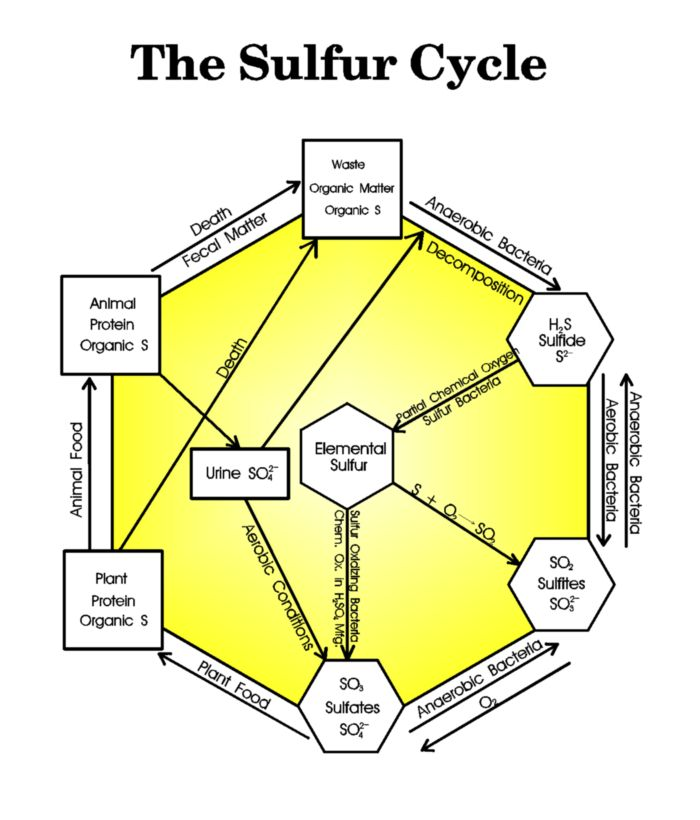 The Sulfur Cycle
Waste
Organic Matter
Organic S
Death
Fecal Matter
Anaerobic Bacteria
Decomposition
Animal
Protein
Organic S
H₂S
Sulfide
S²⁻
Death
Partial Chemical Oxygen
Sulfur Bacteria
Animal Food
Urine SO₄²⁻
Elemental
Sulfur
Aerobic Bacteria
Anaerobic Bacteria
S + O₂ → SO₂
Aerobic Conditions
Sulfur Oxidizing Bacteria
Chem. Ox. in H₂SO₄ Mfg.
Plant
Protein
Organic S
SO₂
Sulfites
SO₃²⁻
Plant Food
SO₃
Sulfates
SO₄²⁻
Anaerobic Bacteria
O₂